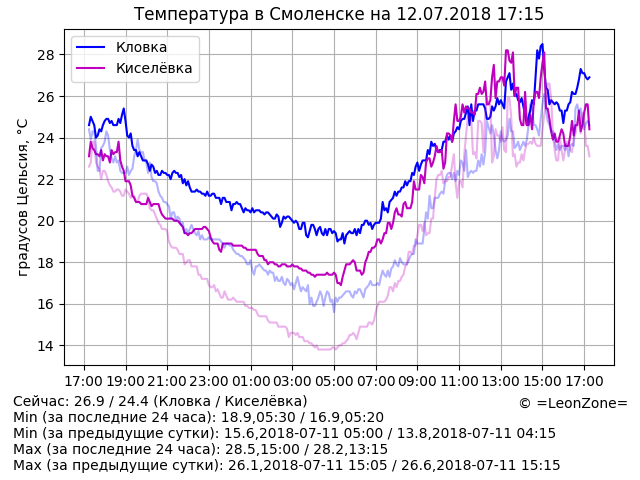 Температура в Смоленске на 12.07.2018 17:15
Кловка
Киселёвка
градусов Цельсия, °C
28
26
24
22
20
18
16
14
17:00 19:00 21:00 23:00 01:00 03:00 05:00 07:00 09:00 11:00 13:00 15:00 17:00
Сейчас: 26.9 / 24.4 (Кловка / Киселёвка)
© =LeonZone=
Min (за последние 24 часа): 18.9,05:30 / 16.9,05:20
Min (за предыдущие сутки): 15.6,2018-07-11 05:00 / 13.8,2018-07-11 04:15
Max (за последние 24 часа): 28.5,15:00 / 28.2,13:15
Max (за предыдущие сутки): 26.1,2018-07-11 15:05 / 26.6,2018-07-11 15:15